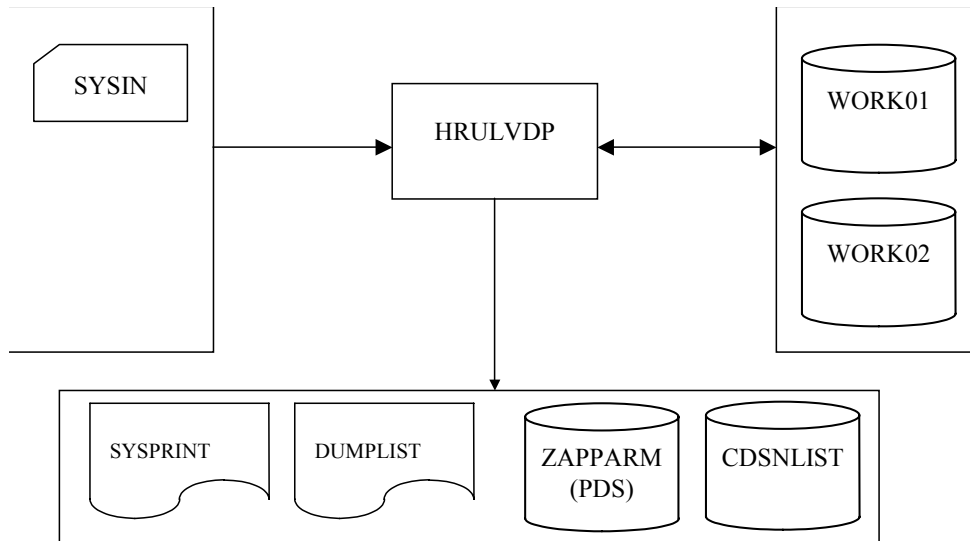 SYSIN
HRULVDP
WORK01
WORK02
SYSPRINT
DUMPLIST
ZAPPARM
(PDS)
CDSNLIST